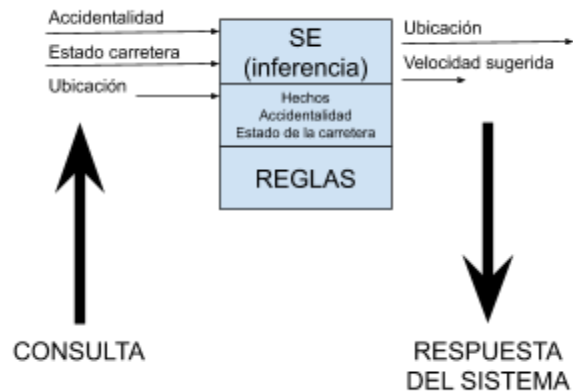 Accidentalidad
Estado carretera
Ubicación
SE
(inferencia)
Hechos
Accidentalidad
Estado de la carretera
REGLAS
Ubicación
Velocidad sugerida
CONSULTA
RESPUESTA
DEL SISTEMA